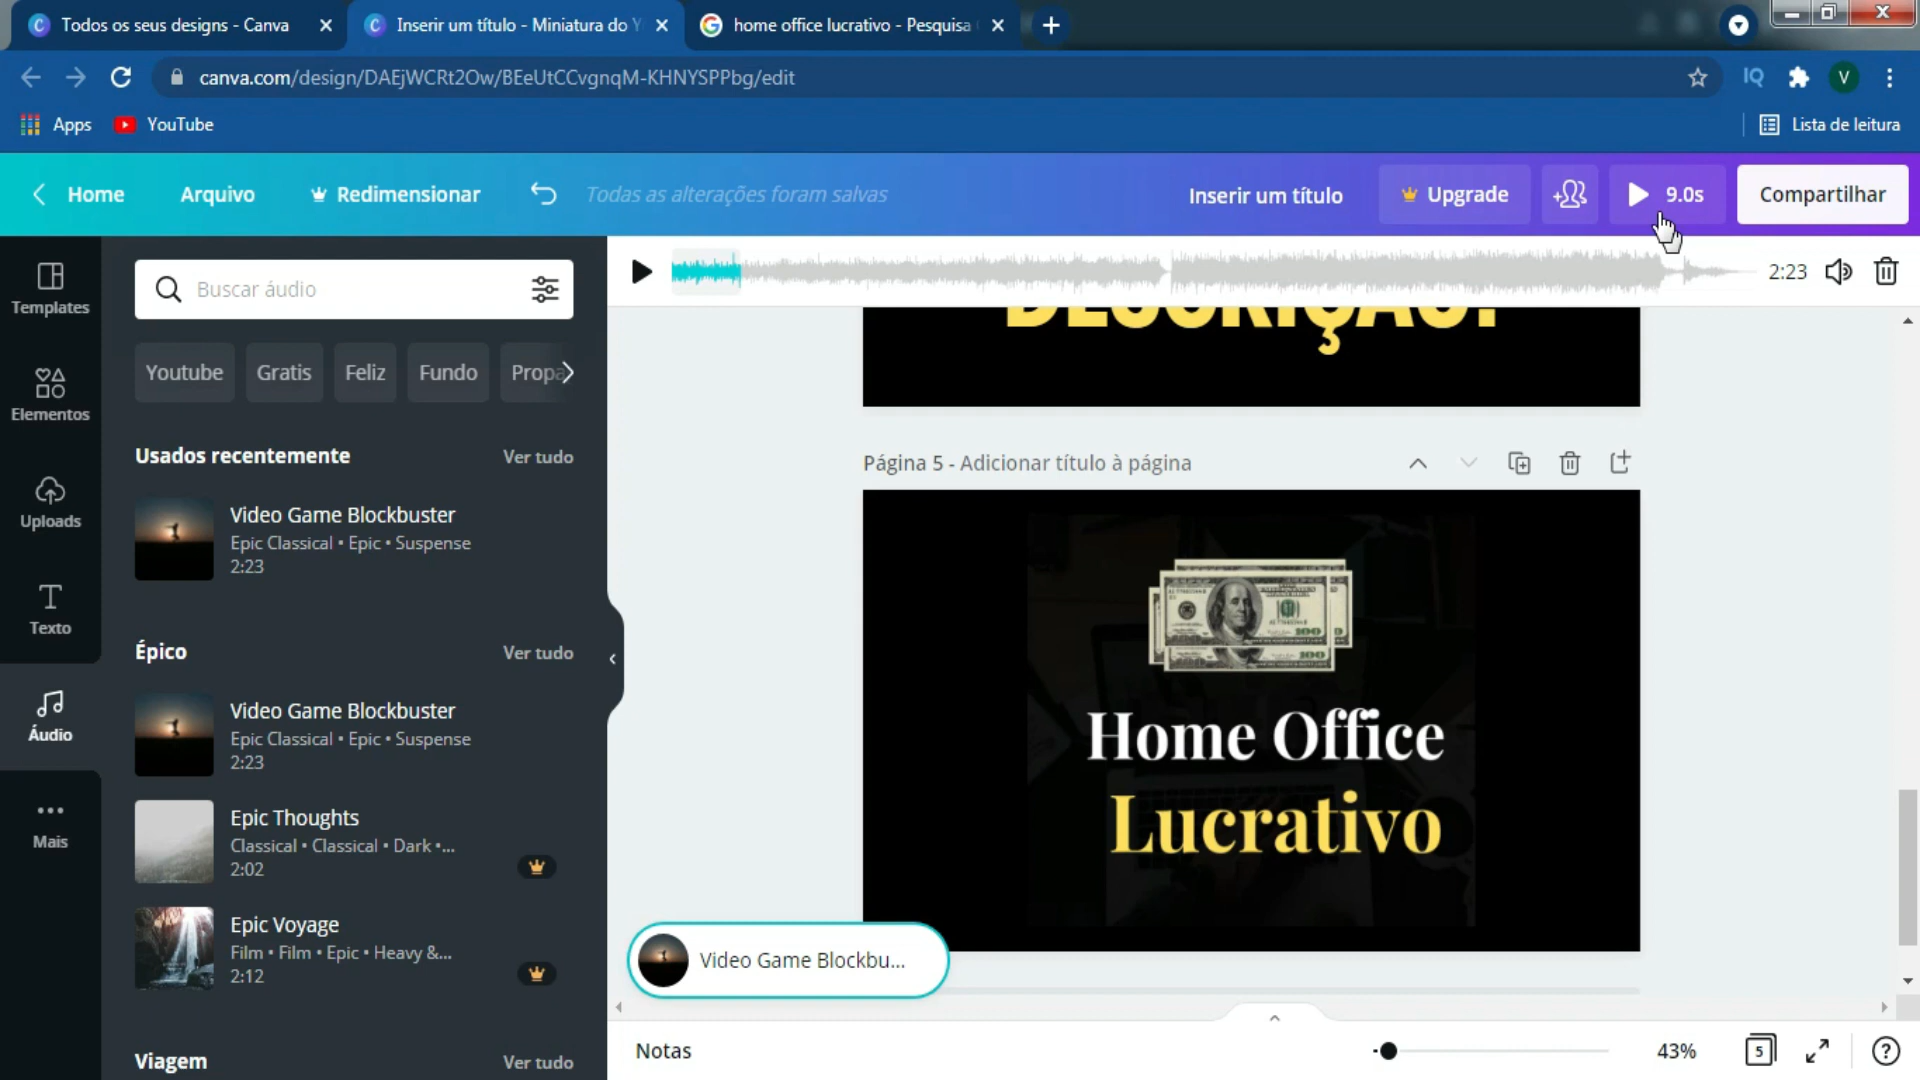 Todos os seus designs - Canva
Inserir um título - Miniatura do Y
home office lucrativo - Pesquisa
canva.com/design/DAEjWCRt2Ow/BEeUtCCvgnqM-KHNYSPPbg/edit
IQ
V
Apps
YouTube
Lista de leitura
Home
Arquivo
Redimensionar
Todas as alterações foram salvas
Inserir um título
Upgrade
9.0s
Compartilhar
Templates
Elementos
Uploads
Texto
Áudio
Mais
Buscar áudio
Youtube
Gratis
Feliz
Fundo
Propa
Usados recentemente
Ver tudo
Video Game Blockbuster
Epic Classical • Epic • Suspense
2:23
Épico
Ver tudo
Video Game Blockbuster
Epic Classical • Epic • Suspense
2:23
Epic Thoughts
Classical • Classical • Dark •...
2:02
Epic Voyage
Film • Film • Epic • Heavy &...
2:12
Viagem
Ver tudo
2:23
DESCRIÇÃO!
Página 5 - Adicionar título à página
100
100
Home Office
Lucrativo
Video Game Blockbu...
Notas
43%
5
?